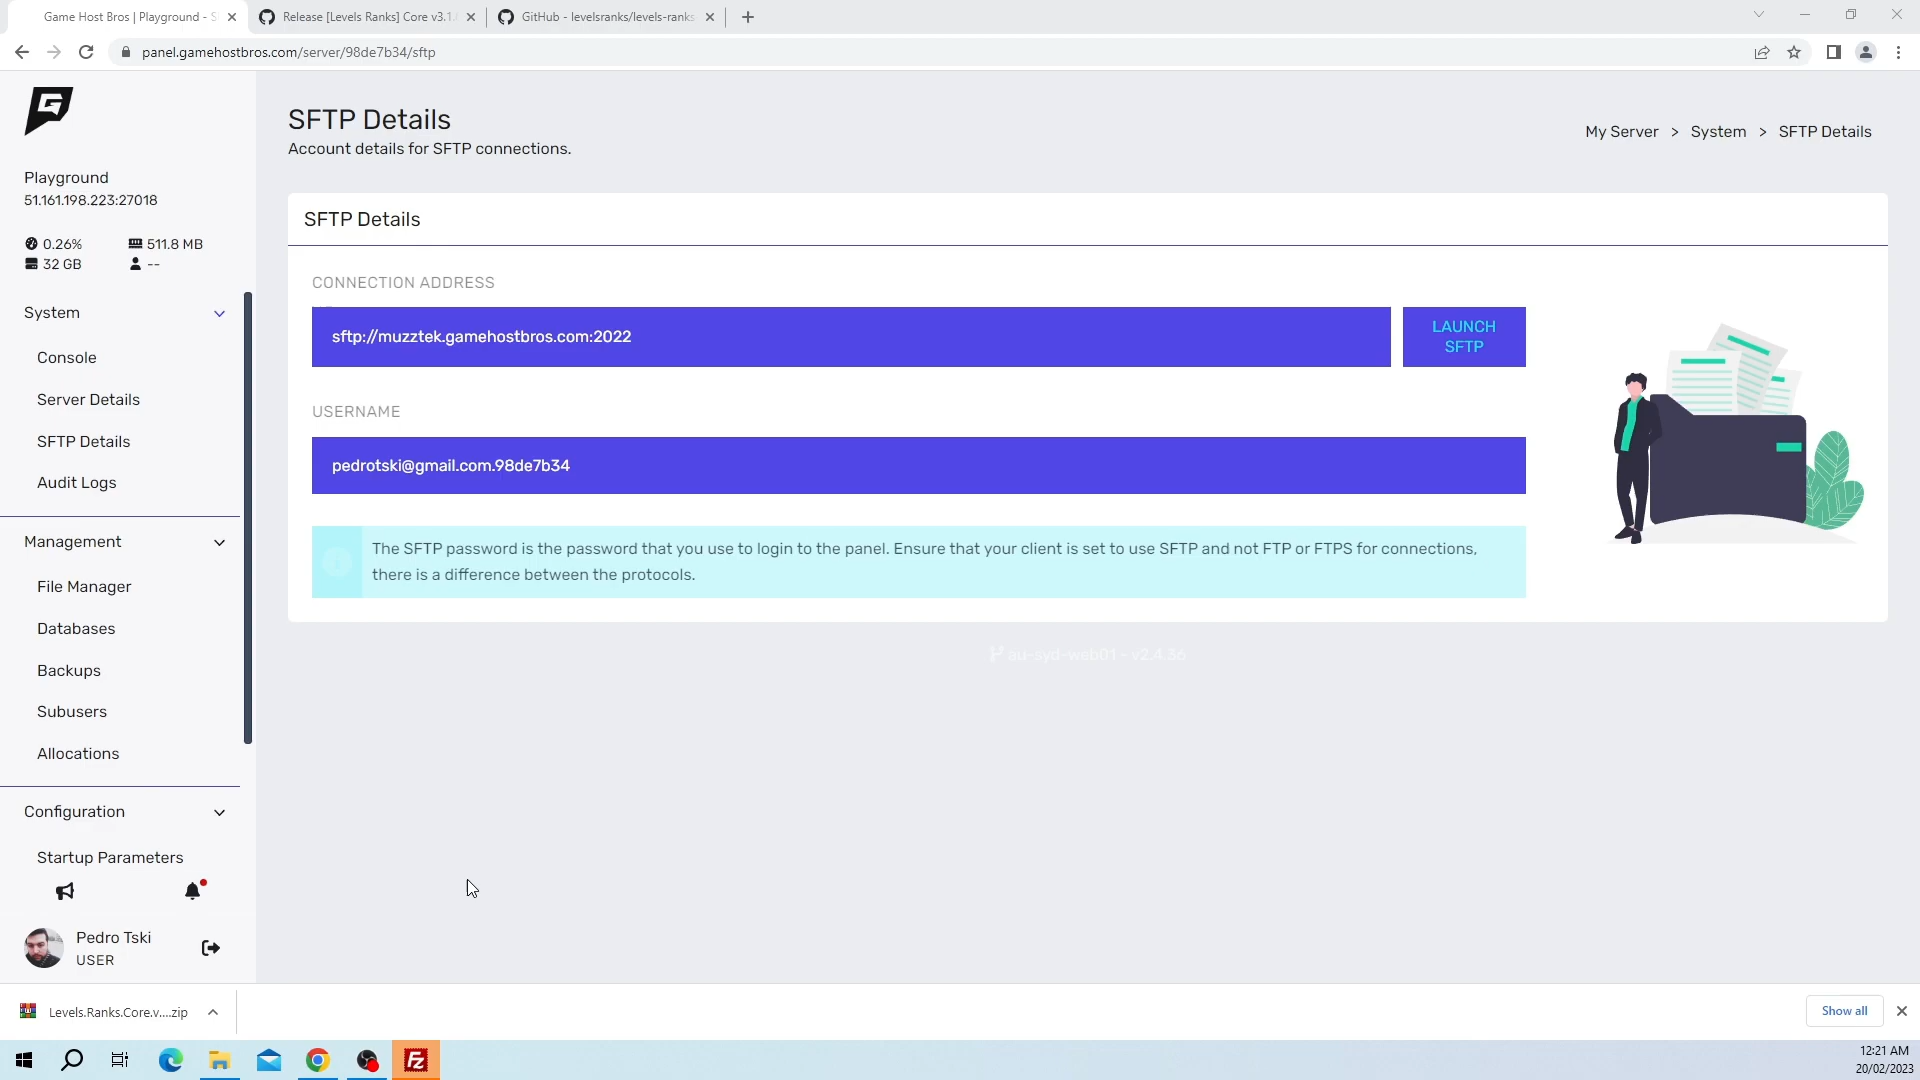 Game Host Bros | Playground - S
Release [Levels Ranks] Core v3.1.
GitHub - levelsranks/levels-ranks
panel.gamehostbros.com/server/98de7b34/sftp
SFTP Details
Account details for SFTP connections.
My Server > System > SFTP Details
Playground
51.161.198.223:27018
0.26%
511.8 MB
32 GB
--
System
Console
Server Details
SFTP Details
Audit Logs
Management
File Manager
Databases
Backups
Subusers
Allocations
Configuration
Startup Parameters
Pedro Tski
USER
SFTP Details
CONNECTION ADDRESS
sftp://muzztek.gamehostbros.com:2022
LAUNCH
SFTP
USERNAME
pedrotski@gmail.com.98de7b34
The SFTP password is the password that you use to login to the panel. Ensure that your client is set to use SFTP and not FTP or FTPS for connections,
there is a difference between the protocols.
au-syd-web01 - v2.4.36
Levels.Ranks.Core.v....zip
Show all
12:21 AM
20/02/2023